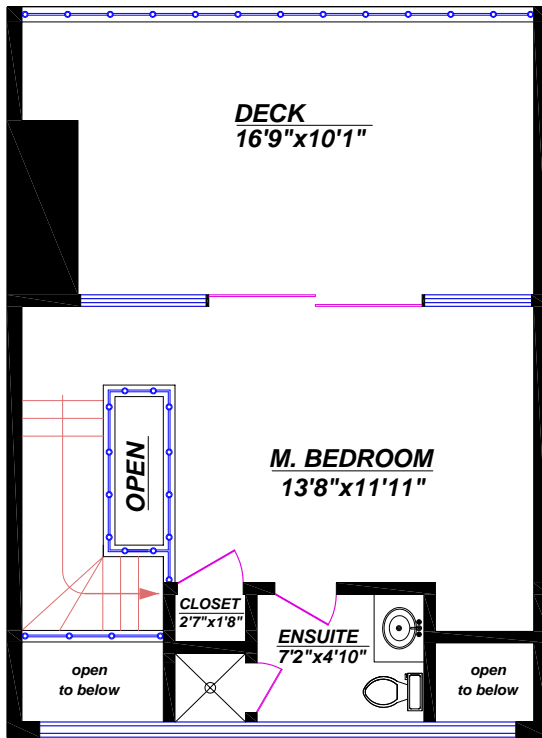 DECK
16'9"x10'1"
OPEN
M. BEDROOM
13'8"x11'11"
CLOSET
2'7"x1'8"
ENSUITE
7'2"x4'10"
open
to below
open
to below